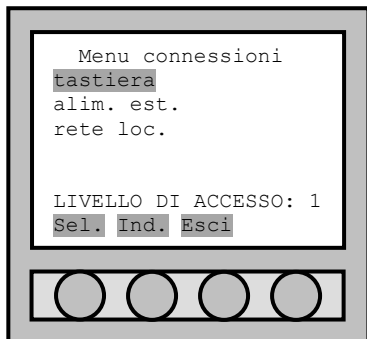 Menu connessioni
tastiera
alim. est.
rete loc.
LIVELLO DI ACCESSO: 1
Sel. Ind. Esci